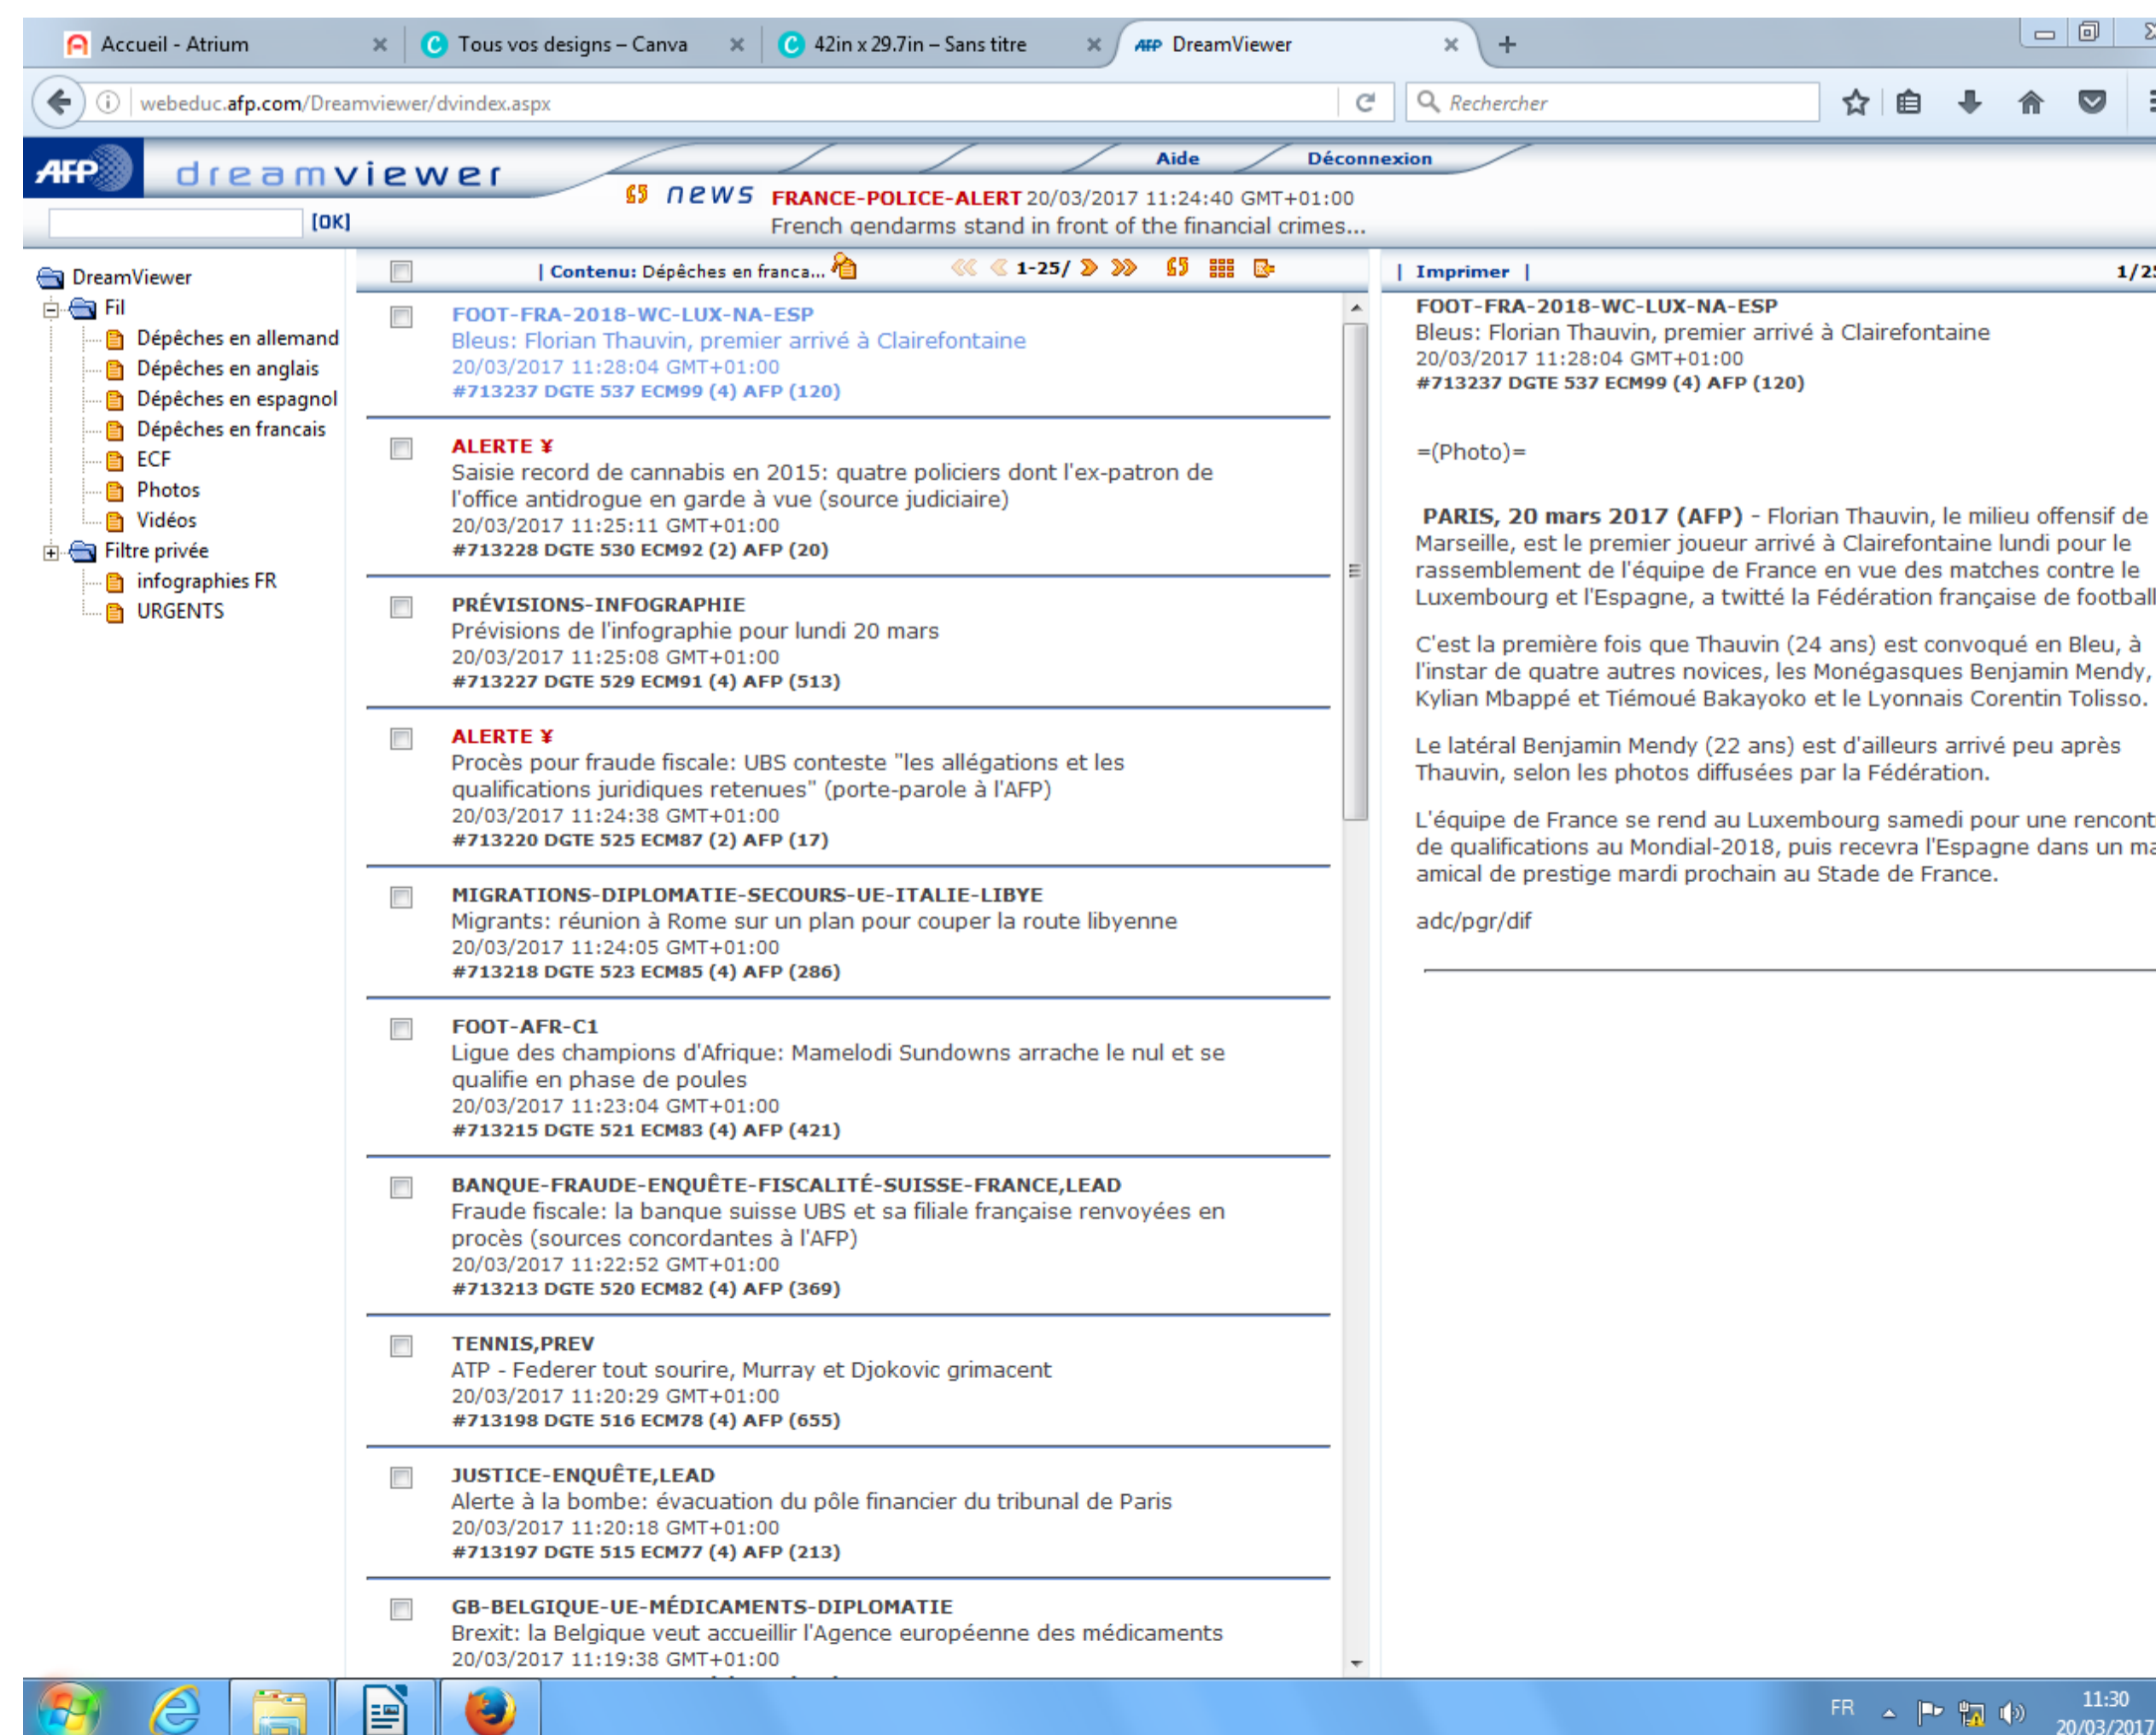 Accueil - Atrium
Tous vos designs – Canva
42in x 29.7in – Sans titre
AFP DreamViewer
webeduc.afp.com/Dreamviewer/dvindex.aspx
Rechercher
AFP dreamviewer
Aide
Déconnexion
news FRANCE-POLICE-ALERT 20/03/2017 11:24:40 GMT+01:00
French gendarms stand in front of the financial crimes...
[OK]
DreamViewer
Fil
Dépêches en allemand
Dépêches en anglais
Dépêches en espagnol
Dépêches en francais
ECF
Photos
Vidéos
Filtre privée
infographies FR
URGENTS
| Contenu: Dépêches en franca...
1-25/
FOOT-FRA-2018-WC-LUX-NA-ESP
Bleus: Florian Thauvin, premier arrivé à Clairefontaine
20/03/2017 11:28:04 GMT+01:00
#713237 DGTE 537 ECM99 (4) AFP (120)
ALERTE ¥
Saisie record de cannabis en 2015: quatre policiers dont l'ex-patron de
l'office antidrogue en garde à vue (source judiciaire)
20/03/2017 11:25:11 GMT+01:00
#713228 DGTE 530 ECM92 (2) AFP (20)
PRÉVISIONS-INFOGRAPHIE
Prévisions de l'infographie pour lundi 20 mars
20/03/2017 11:25:08 GMT+01:00
#713227 DGTE 529 ECM91 (4) AFP (513)
ALERTE ¥
Procès pour fraude fiscale: UBS conteste "les allégations et les
qualifications juridiques retenues" (porte-parole à l'AFP)
20/03/2017 11:24:38 GMT+01:00
#713220 DGTE 525 ECM87 (2) AFP (17)
MIGRATIONS-DIPLOMATIE-SECOURS-UE-ITALIE-LIBYE
Migrants: réunion à Rome sur un plan pour couper la route libyenne
20/03/2017 11:24:05 GMT+01:00
#713218 DGTE 523 ECM85 (4) AFP (286)
FOOT-AFR-C1
Ligue des champions d'Afrique: Mamelodi Sundowns arrache le nul et se
qualifie en phase de poules
20/03/2017 11:23:04 GMT+01:00
#713215 DGTE 521 ECM83 (4) AFP (421)
BANQUE-FRAUDE-ENQUÊTE-FISCALITÉ-SUISSE-FRANCE,LEAD
Fraude fiscale: la banque suisse UBS et sa filiale française renvoyées en
procès (sources concordantes à l'AFP)
20/03/2017 11:22:52 GMT+01:00
#713213 DGTE 520 ECM82 (4) AFP (369)
TENNIS,PREV
ATP - Federer tout sourire, Murray et Djokovic grimacent
20/03/2017 11:20:29 GMT+01:00
#713198 DGTE 516 ECM78 (4) AFP (655)
JUSTICE-ENQUÊTE,LEAD
Alerte à la bombe: évacuation du pôle financier du tribunal de Paris
20/03/2017 11:20:18 GMT+01:00
#713197 DGTE 515 ECM77 (4) AFP (213)
GB-BELGIQUE-UE-MÉDICAMENTS-DIPLOMATIE
Brexit: la Belgique veut accueillir l'Agence européenne des médicaments
20/03/2017 11:19:38 GMT+01:00
| Imprimer |
1/25
FOOT-FRA-2018-WC-LUX-NA-ESP
Bleus: Florian Thauvin, premier arrivé à Clairefontaine
20/03/2017 11:28:04 GMT+01:00
#713237 DGTE 537 ECM99 (4) AFP (120)
=(Photo)=
PARIS, 20 mars 2017 (AFP) - Florian Thauvin, le milieu offensif de
Marseille, est le premier joueur arrivé à Clairefontaine lundi pour le
rassemblement de l'équipe de France en vue des matches contre le
Luxembourg et l'Espagne, a twitté la Fédération française de football
C'est la première fois que Thauvin (24 ans) est convoqué en Bleu, à
l'instar de quatre autres novices, les Monégasques Benjamin Mendy,
Kylian Mbappé et Tiémoué Bakayoko et le Lyonnais Corentin Tolisso.
Le latéral Benjamin Mendy (22 ans) est d'ailleurs arrivé peu après
Thauvin, selon les photos diffusées par la Fédération.
L'équipe de France se rend au Luxembourg samedi pour une rencont
de qualifications au Mondial-2018, puis recevra l'Espagne dans un ma
amical de prestige mardi prochain au Stade de France.
adc/pgr/dif
FR
11:30
20/03/2017